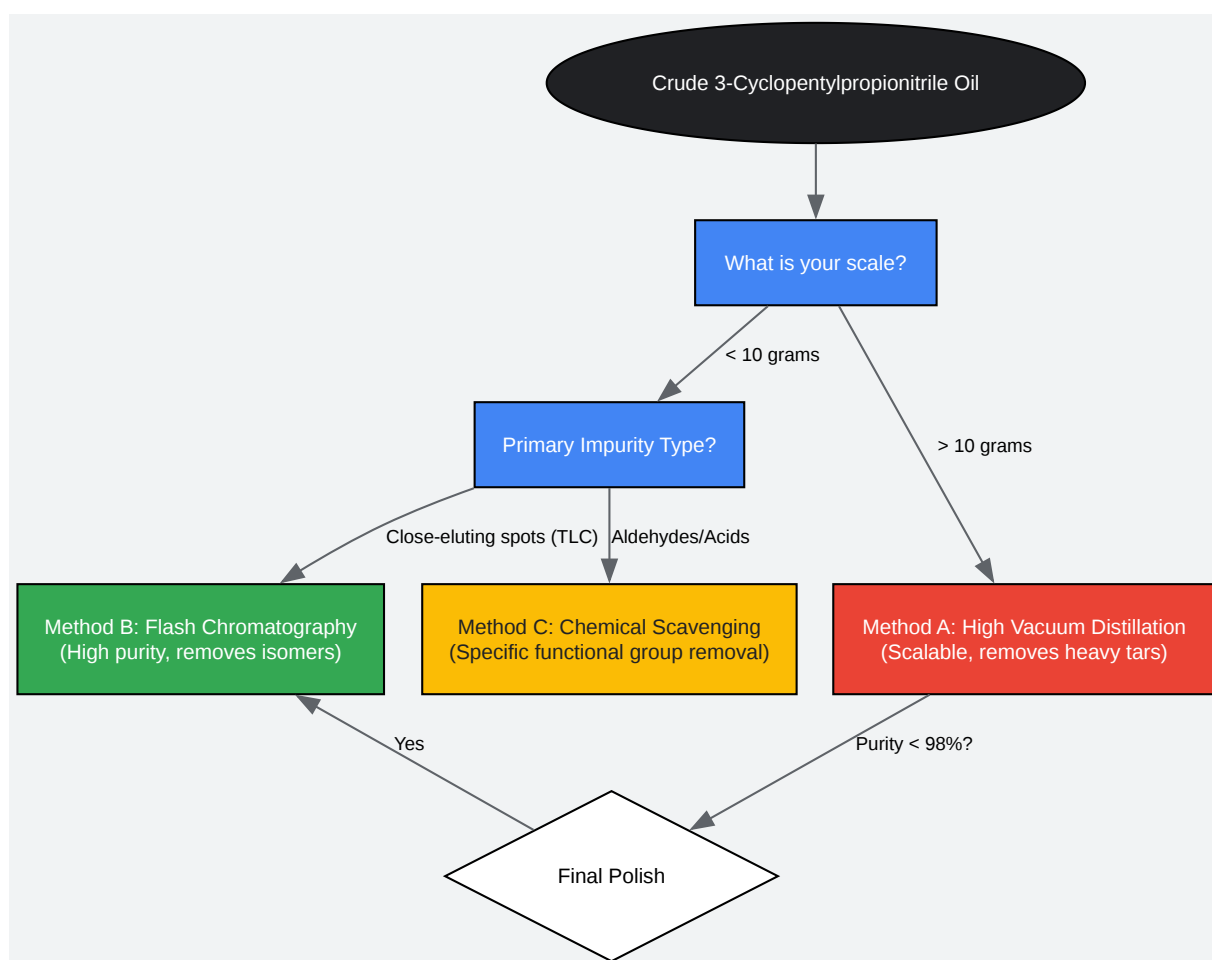 Crude 3-Cyclopentylpropionitrile Oil
What is your scale?
< 10 grams
Primary Impurity Type?
> 10 grams
Close-eluting spots (TLC)
Aldehydes/Acids
Method B: Flash Chromatography
(High purity, removes isomers)
Method C: Chemical Scavenging
(Specific functional group removal)
Method A: High Vacuum Distillation
(Scalable, removes heavy tars)
Yes
Purity < 98%?
Final Polish